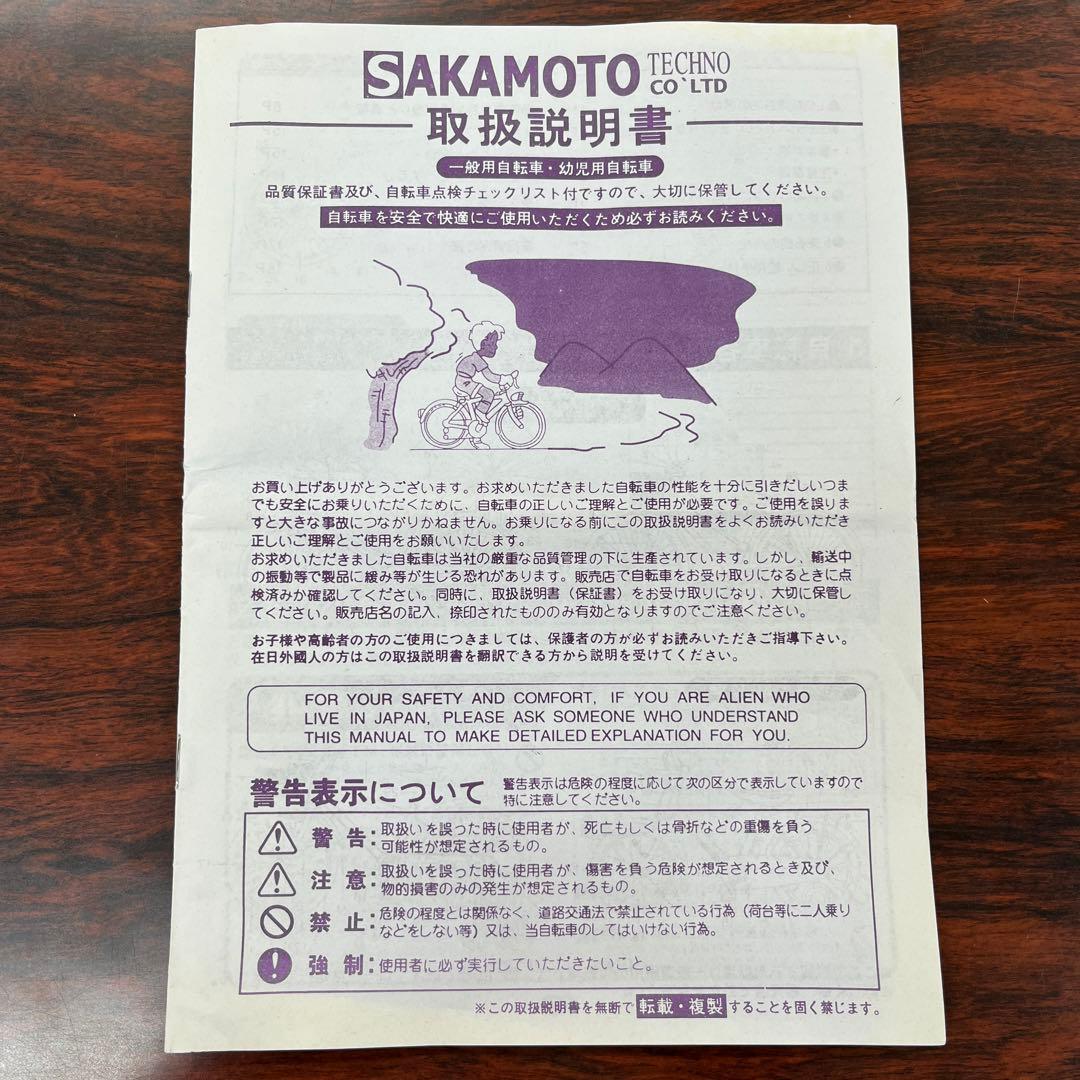 SAKAMOTO TECHNO CO`LTD
取扱説明書
一般用自転車・幼児用自転車
品質保証書及び、自転車点検チェックリスト付ですので、大切に保管してください。
自転車を安全で快適にご使用いただくため必ずお読みください。
お買い上げありがとうございます。お求めいただきました自転車の性能を十分に引きだしいつま
でも安全にお乗りいただくために、自転車の正しいご理解とご使用が必要です。ご使用を誤りま
すと大きな事故につながりかねません。お乗りになる前にこの取扱説明書をよくお読みいただき
正しいご理解とご使用をお願いいたします。
お求めいただきました自転車は当社の厳重な品質管理の下に生産されています。しかし、輸送中
の振動等で製品に緩み等が生じる恐れがあります。販売店で自転車をお受け取りになるときに点
検済みか確認してください。同時に、取扱説明書（保証書）をお受け取りになり、大切に保管し
てください。販売店名の記入、捺印されたもののみ有効となりますのでご注意ください。
お子様や高齢者の方のご使用につきましては、保護者の方が必ずお読みいただきご指導下さい。
在日外國人の方はこの取扱説明書を翻訳できる方から説明を受けてください。
FOR YOUR SAFETY AND COMFORT, IF YOU ARE ALIEN WHO
LIVE IN JAPAN, PLEASE ASK SOMEONE WHO UNDERSTAND
THIS MANUAL TO MAKE DETAILED EXPLANATION FOR YOU.
警告表示について
警告表示は危険の程度に応じて次の区分で表示していますので
特に注意してください。
警告：取扱いを誤った時に使用者が、死亡もしくは骨折などの重傷を負う
可能性が想定されるもの。
注意：取扱いを誤った時に使用者が、傷害を負う危険が想定されるとき及び、
物的損害のみの発生が想定されるもの。
禁止：危険の程度とは関係なく、道路交通法で禁止されている行為（荷台等に二人乗り
などをしない等）又は、当自転車のしてはいけない行為。
強制：使用者に必ず実行していただきたいこと。
※この取扱説明書を無断で転載・複製することを固く禁じます。